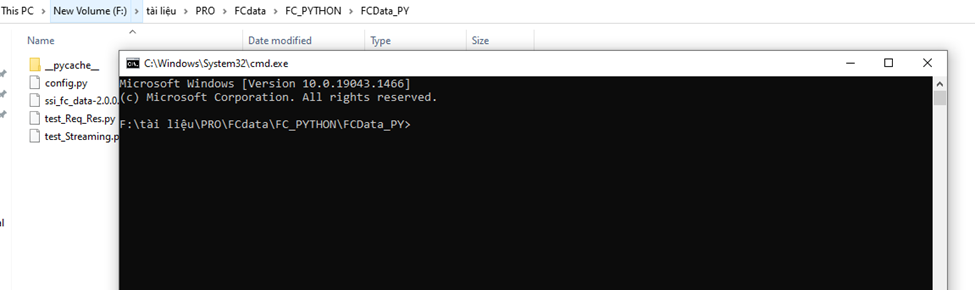 This PC > New Volume (F:) > tài liệu > PRO > FCdata > FC_PYTHON > FCData_PY
Name Date modified Type Size
__pycache__
config.py
ssi_fc_data-2.0.0.
test_Req_Res.py
test_Streaming.p
C:\Windows\System32\cmd.exe
Microsoft Windows [Version 10.0.19043.1466]
(c) Microsoft Corporation. All rights reserved.
F:\tài liệu\PRO\FCdata\FC_PYTHON\FCData_PY>